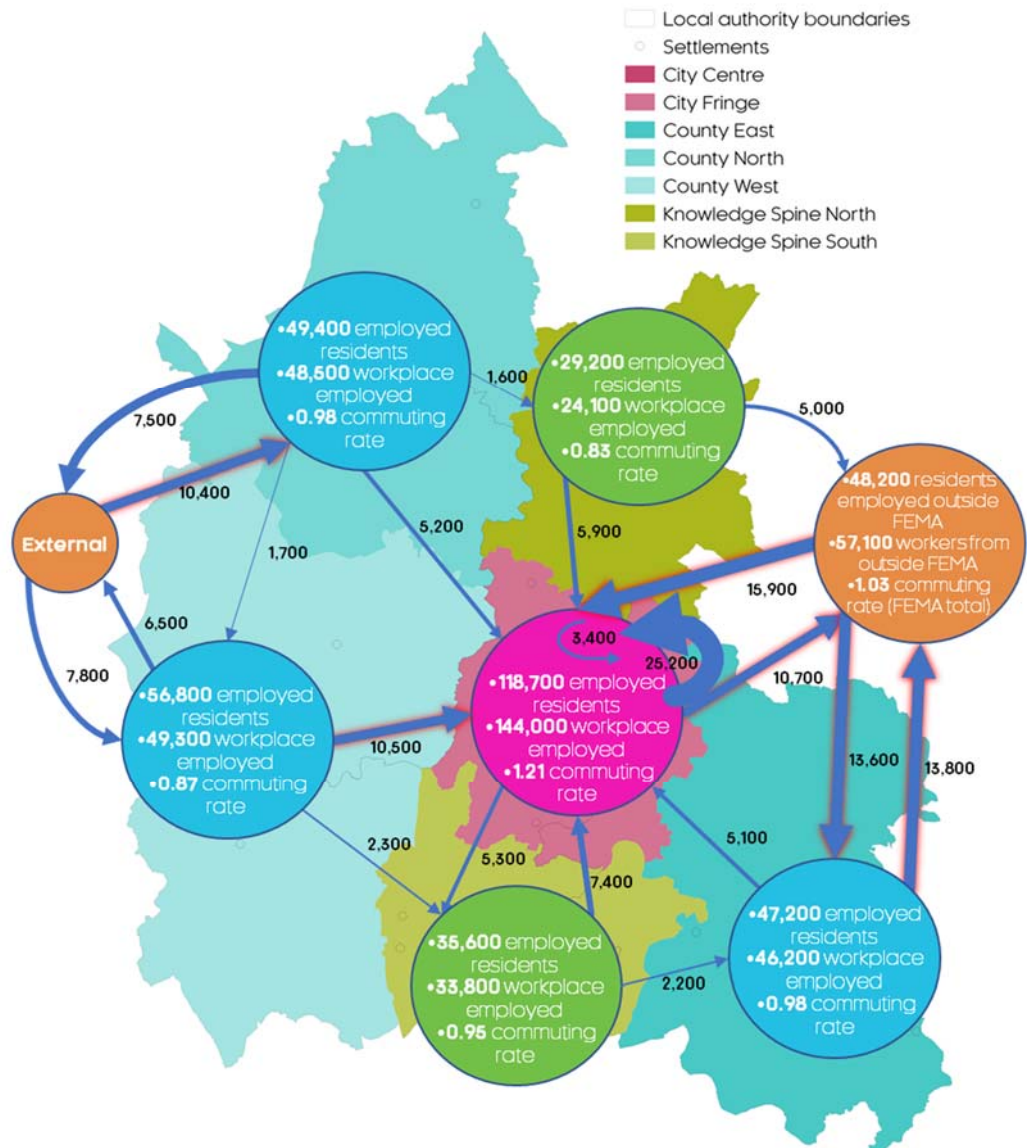 Local authority boundaries
Settlements
City Centre
City Fringe
County East
County North
County West
Knowledge Spine North
Knowledge Spine South
•49,400 employed
residents
•48,500 workplace
employed
•0.98 commuting
rate
1,600
•29,200 employed
residents
•24,100 workplace
employed
•0.83 commuting
rate
5,000
7,500
10,400
External
1,700
5,200
5,900
•48,200 residents
employed outside
FEMA
•57,100 workers from
outside FEMA
•1.03 commuting
rate (FEMA total)
15,900
3,400
25,200
10,700
6,500
7,800
•56,800 employed
residents
•49,300 workplace
employed
•0.87 commuting
rate
10,500
•118,700 employed
residents
•144,000 workplace
employed
•1.21 commuting
rate
13,600
13,800
2,300
5,300
7,400
5,100
•35,600 employed
residents
•33,800 workplace
employed
•0.95 commuting
rate
2,200
•47,200 employed
residents
•46,200 workplace
employed
•0.98 commuting
rate